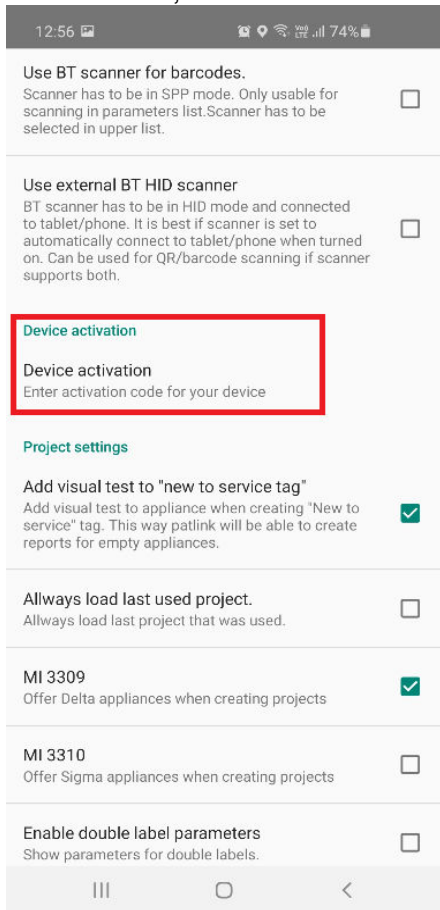 12:56 74%
Use BT scanner for barcodes.
Scanner has to be in SPP mode. Only usable for
scanning in parameters list.Scanner has to be
selected in upper list.
Use external BT HID scanner
BT scanner has to be in HID mode and connected
to tablet/phone. It is best if scanner is set to
automatically connect to tablet/phone when turned
on. Can be used for QR/barcode scanning if scanner
supports both.
Device activation
Device activation
Enter activation code for your device
Project settings
Add visual test to "new to service tag"
Add visual test to appliance when creating "New to
service" tag. This way patlink will be able to create
reports for empty appliances.
Allways load last used project.
Allways load last project that was used.
MI 3309
Offer Delta appliances when creating projects
MI 3310
Offer Sigma appliances when creating projects
Enable double label parameters
Show parameters for double labels.